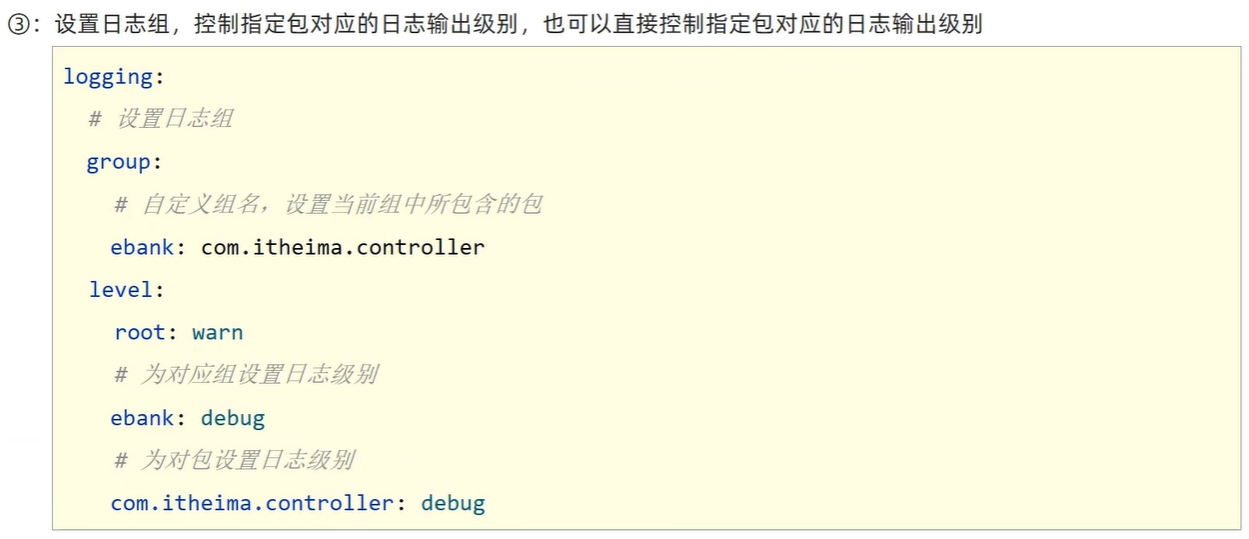 ③：设置日志组，控制指定包对应的日志输出级别，也可以直接控制指定包对应的日志输出级别
logging:
# 设置日志组
group:
# 自定义组名，设置当前组中所包含的包
ebank: com.itheima.controller
level:
root: warn
# 为对应组设置日志级别
ebank: debug
# 为对包设置日志级别
com.itheima.controller: debug